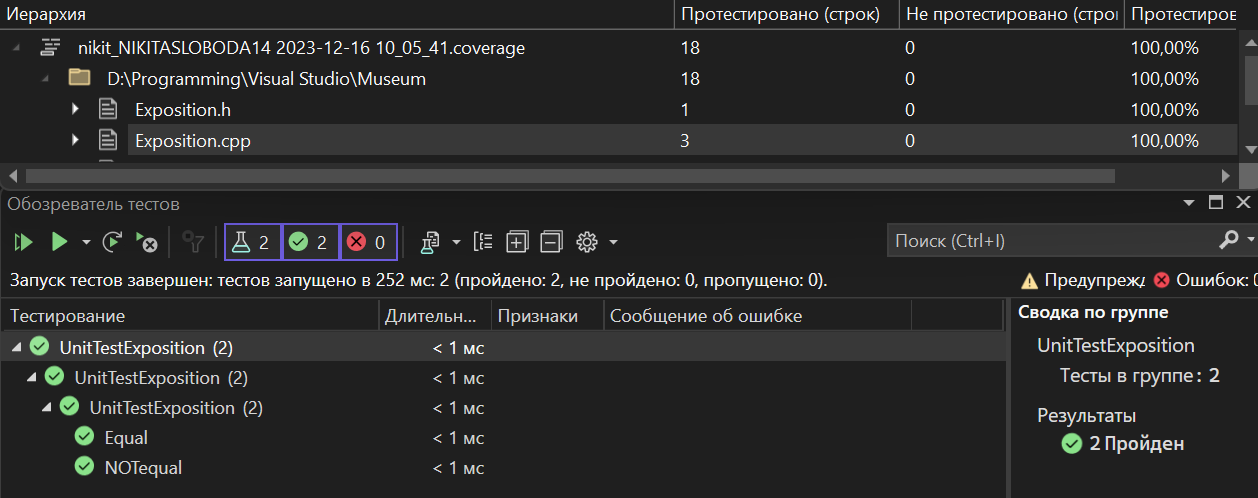 Иерархия Протестировано (строк) Не протестировано (строк Протестиров
nikit_NIKITASLOBODA14 2023-12-16 10_05_41.coverage 18 0 100,00%
D:\Programming\Visual Studio\Museum 18 0 100,00%
Exposition.h 1 0 100,00%
Exposition.cpp 3 0 100,00%
Обозреватель тестов
2 2 0 Поиск (Ctrl+I)
Запуск тестов завершен: тестов запущено в 252 мс: 2 (пройдено: 2, не пройдено: 0, пропущено: 0). Предупрежд Ошибок: 0
Тестирование Длительн... Признаки Сообщение об ошибке Сводка по группе
UnitTestExposition (2) < 1 мс UnitTestExposition
UnitTestExposition (2) < 1 мс Тесты в группе: 2
UnitTestExposition (2) < 1 мс Результаты
Equal < 1 мс 2 Пройден
NOTequal < 1 мс